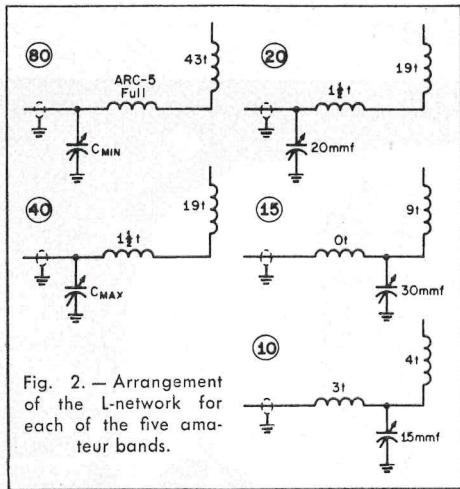 80
ARC-5
Full
43t
CMIN
20
1½t
19t
20mmf
40
1½t
19t
CMAX
15
0t
9t
30mmf
10
3t
4t
15mmf
Fig. 2. — Arrangement
of the L-network for
each of the five ama-
teur bands.